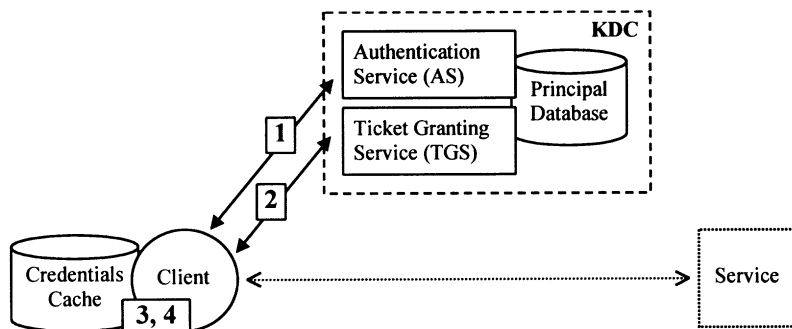 KDC
Authentication
Service (AS)
Principal
Database
Ticket Granting
Service (TGS)
1
2
Credentials
Cache
Client
3, 4
Service